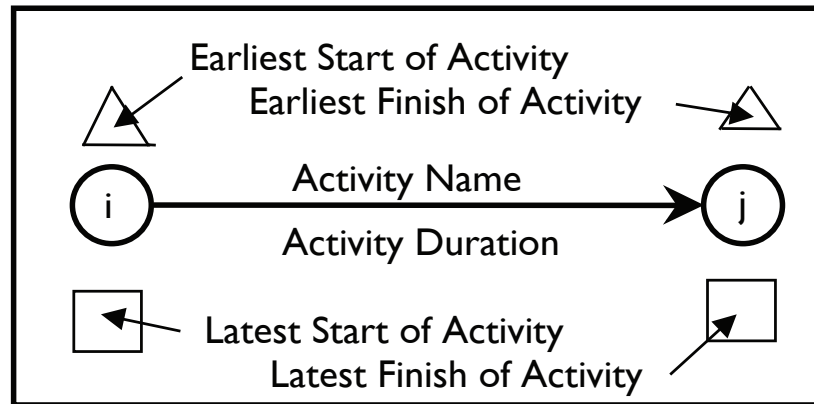 Earliest Start of Activity
Earliest Finish of Activity
i
Activity Name
j
Activity Duration
Latest Start of Activity
Latest Finish of Activity